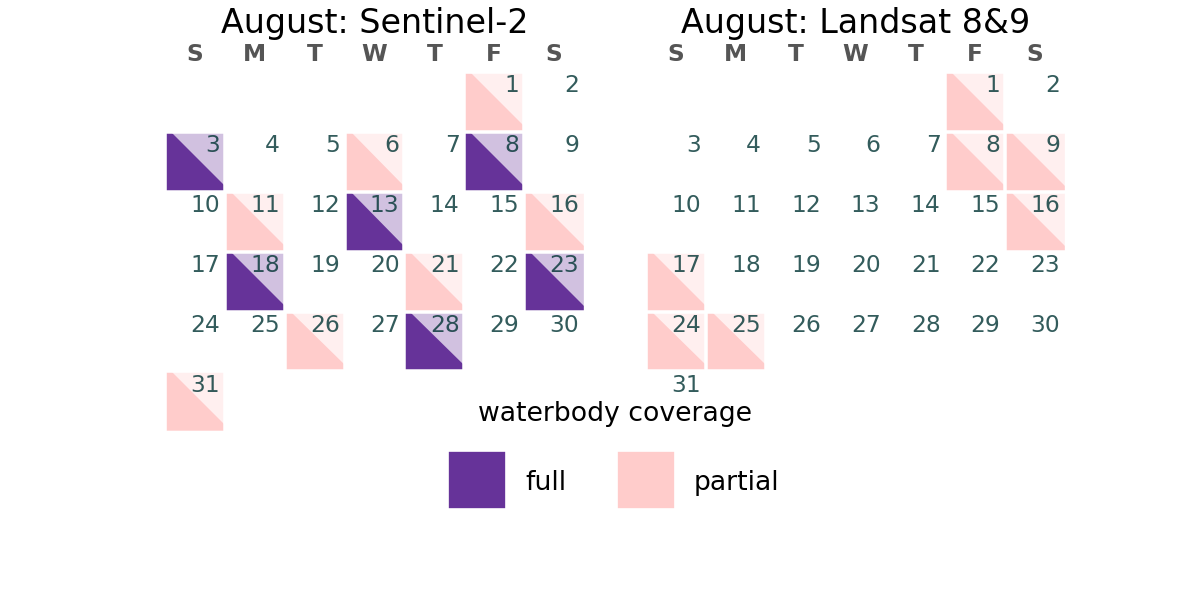 August: Sentinel-2
S M T W T F S
1 2
3 4 5 6 7 8 9
10 11 12 13 14 15 16
17 18 19 20 21 22 23
24 25 26 27 28 29 30
31
August: Landsat 8&9
S M T W T F S
1 2
3 4 5 6 7 8 9
10 11 12 13 14 15 16
17 18 19 20 21 22 23
24 25 26 27 28 29 30
31
waterbody coverage
full partial